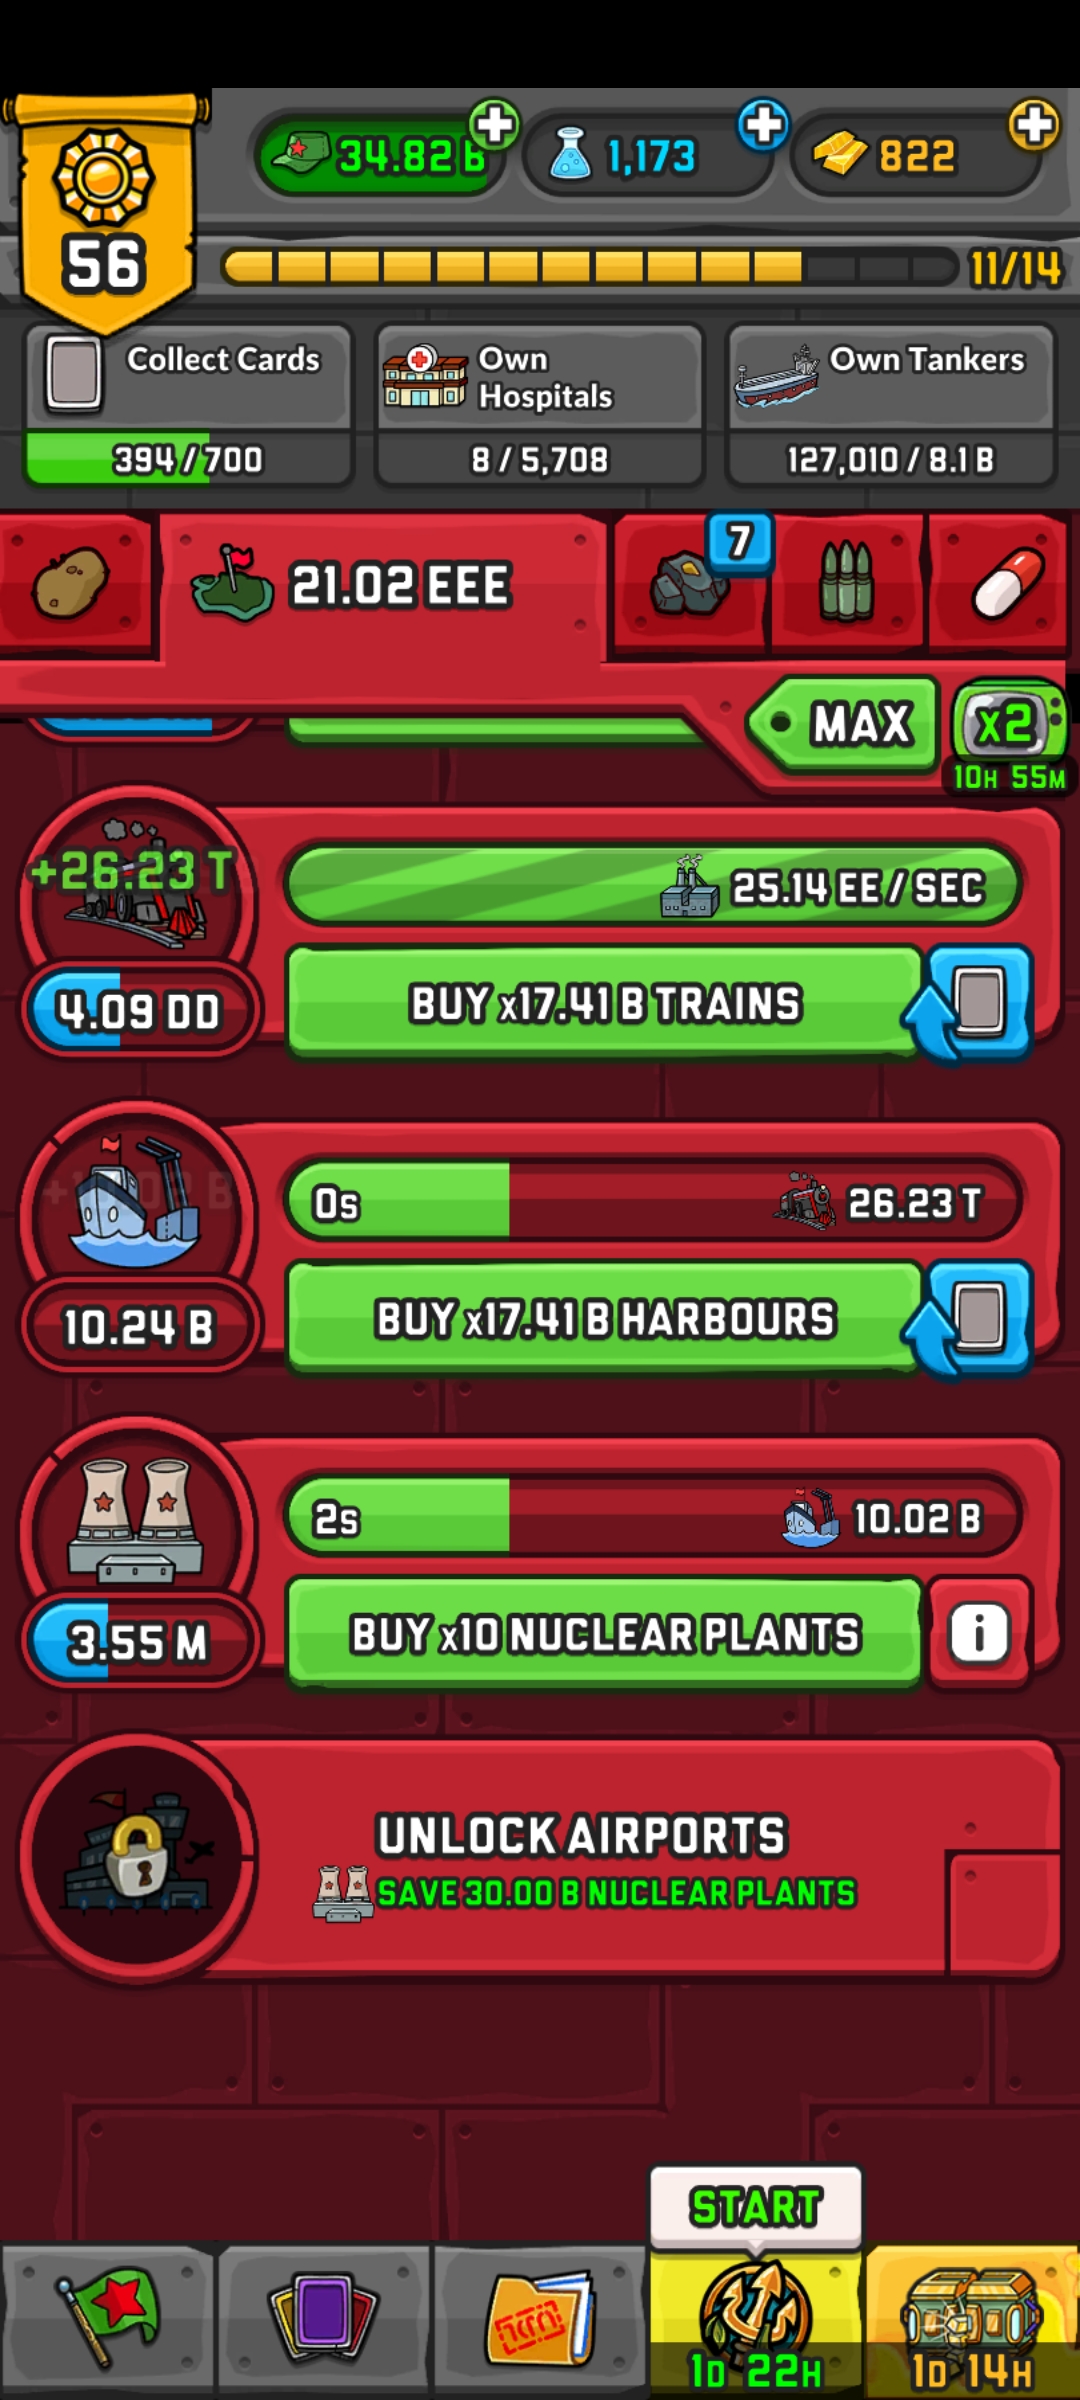 34.82 B
1,173
822
56
11/14
Collect Cards
394 / 700
Own
Hospitals
8 / 5,708
Own Tankers
127,010 / 8.1 B
21.02 EEE
7
MAX
x2
10H 55M
+26.23 T
25.14 EE / SEC
4.09 DD
BUY x17.41 B TRAINS
0s
26.23 T
10.24 B
BUY x17.41 B HARBOURS
2s
10.02 B
3.55 M
BUY x10 NUCLEAR PLANTS
i
UNLOCK AIRPORTS
SAVE 30.00 B NUCLEAR PLANTS
START
1D 22H
1D 14H